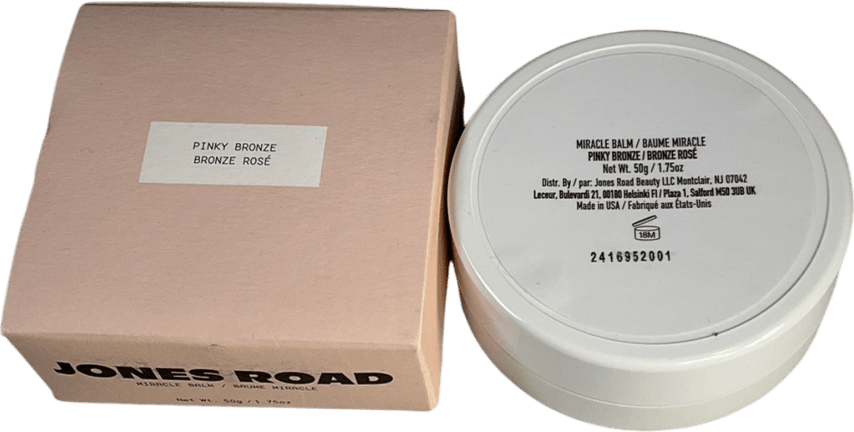 PINKY BRONZE
BRONZE ROSÉ
JONES ROAD
MIRACLE BALM / BAUME MIRACLE
Net Wt. 50g / 1.75oz
MIRACLE BALM / BAUME MIRACLE
PINKY BRONZE / BRONZE ROSÉ
Net Wt. 50g / 1.75oz
Distr. By / par: Jones Road Beauty LLC Montclair, NJ 07042
Leceur, Bulevardi 21, 00180 Helsinki FI / Plaza 1, Salford M50 3UB UK
Made in USA / Fabriqué aux États-Unis
18M
2416952001